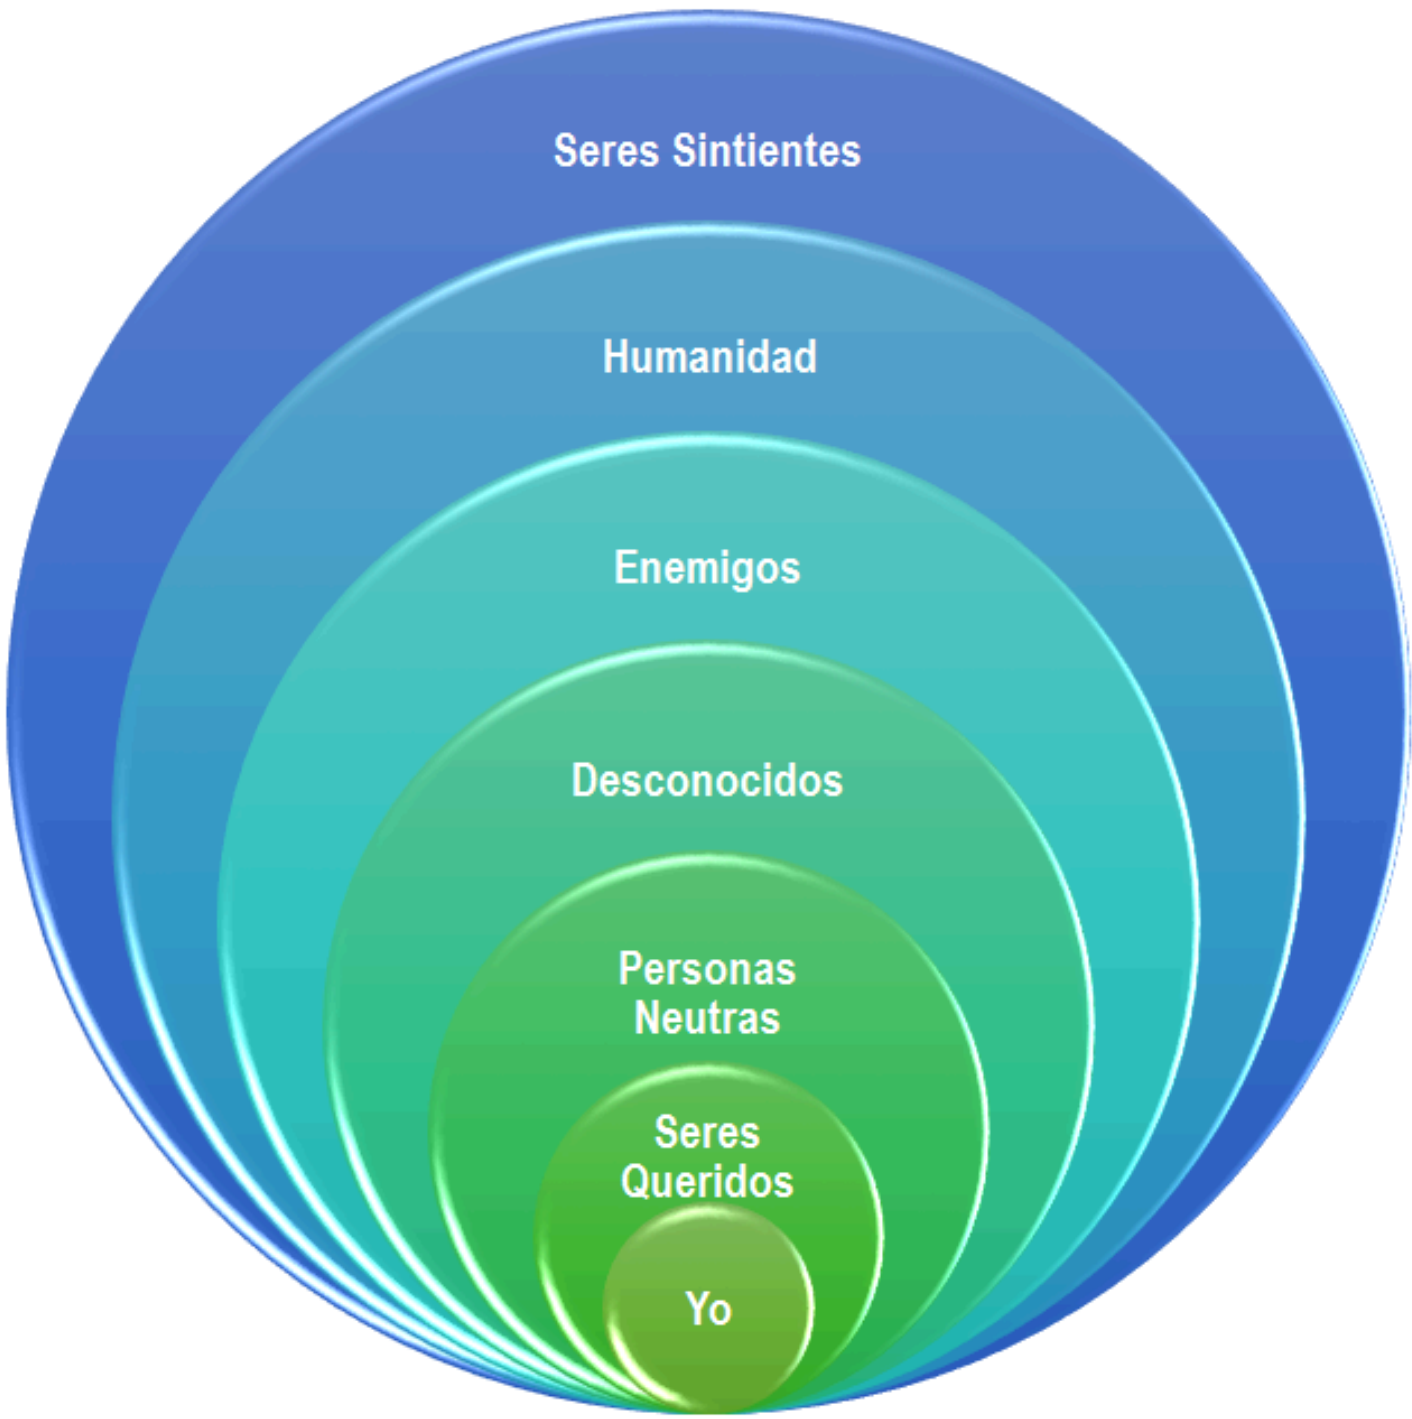 Seres Sintientes
Humanidad
Enemigos
Desconocidos
Personas
Neutras
Seres
Queridos
Yo